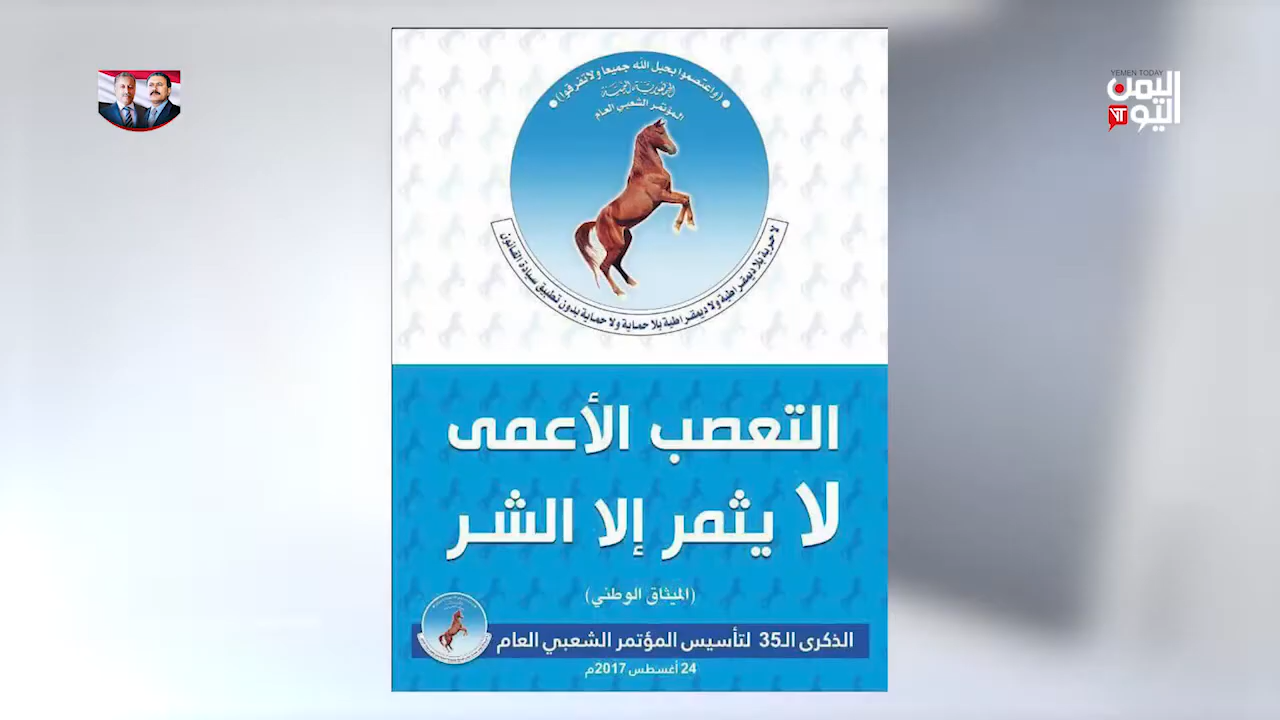 YEMEN TODAY
اليمن
اليوم
(واعتصموا بحبل الله جميعا ولا تفرقوا)
الجمهورية اليمنية
المؤتمر الشعبي العام
لا حرية بلا ديمقراطية ولا ديمقراطية بلا حماية ولا حماية بدون تطبيق سيادة القانون
التعصب الأعمى
لا يثمر إلا الشر
(الميثاق الوطني)
الذكرى الـ35 لتأسيس المؤتمر الشعبي العام
24 أغسطس 2017م